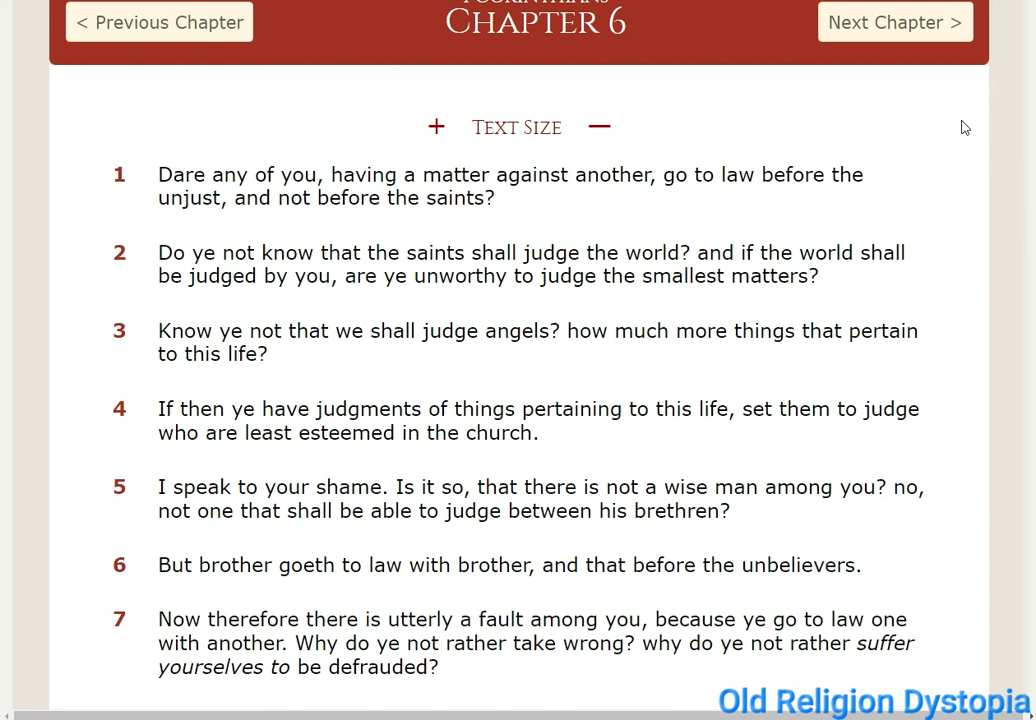 < Previous Chapter
Chapter 6
Next Chapter >
+ Text Size −
1 Dare any of you, having a matter against another, go to law before the
unjust, and not before the saints?
2 Do ye not know that the saints shall judge the world? and if the world shall
be judged by you, are ye unworthy to judge the smallest matters?
3 Know ye not that we shall judge angels? how much more things that pertain
to this life?
4 If then ye have judgments of things pertaining to this life, set them to judge
who are least esteemed in the church.
5 I speak to your shame. Is it so, that there is not a wise man among you? no,
not one that shall be able to judge between his brethren?
6 But brother goeth to law with brother, and that before the unbelievers.
7 Now therefore there is utterly a fault among you, because ye go to law one
with another. Why do ye not rather take wrong? why do ye not rather suffer
yourselves to be defrauded?
Old Religion Dystopia